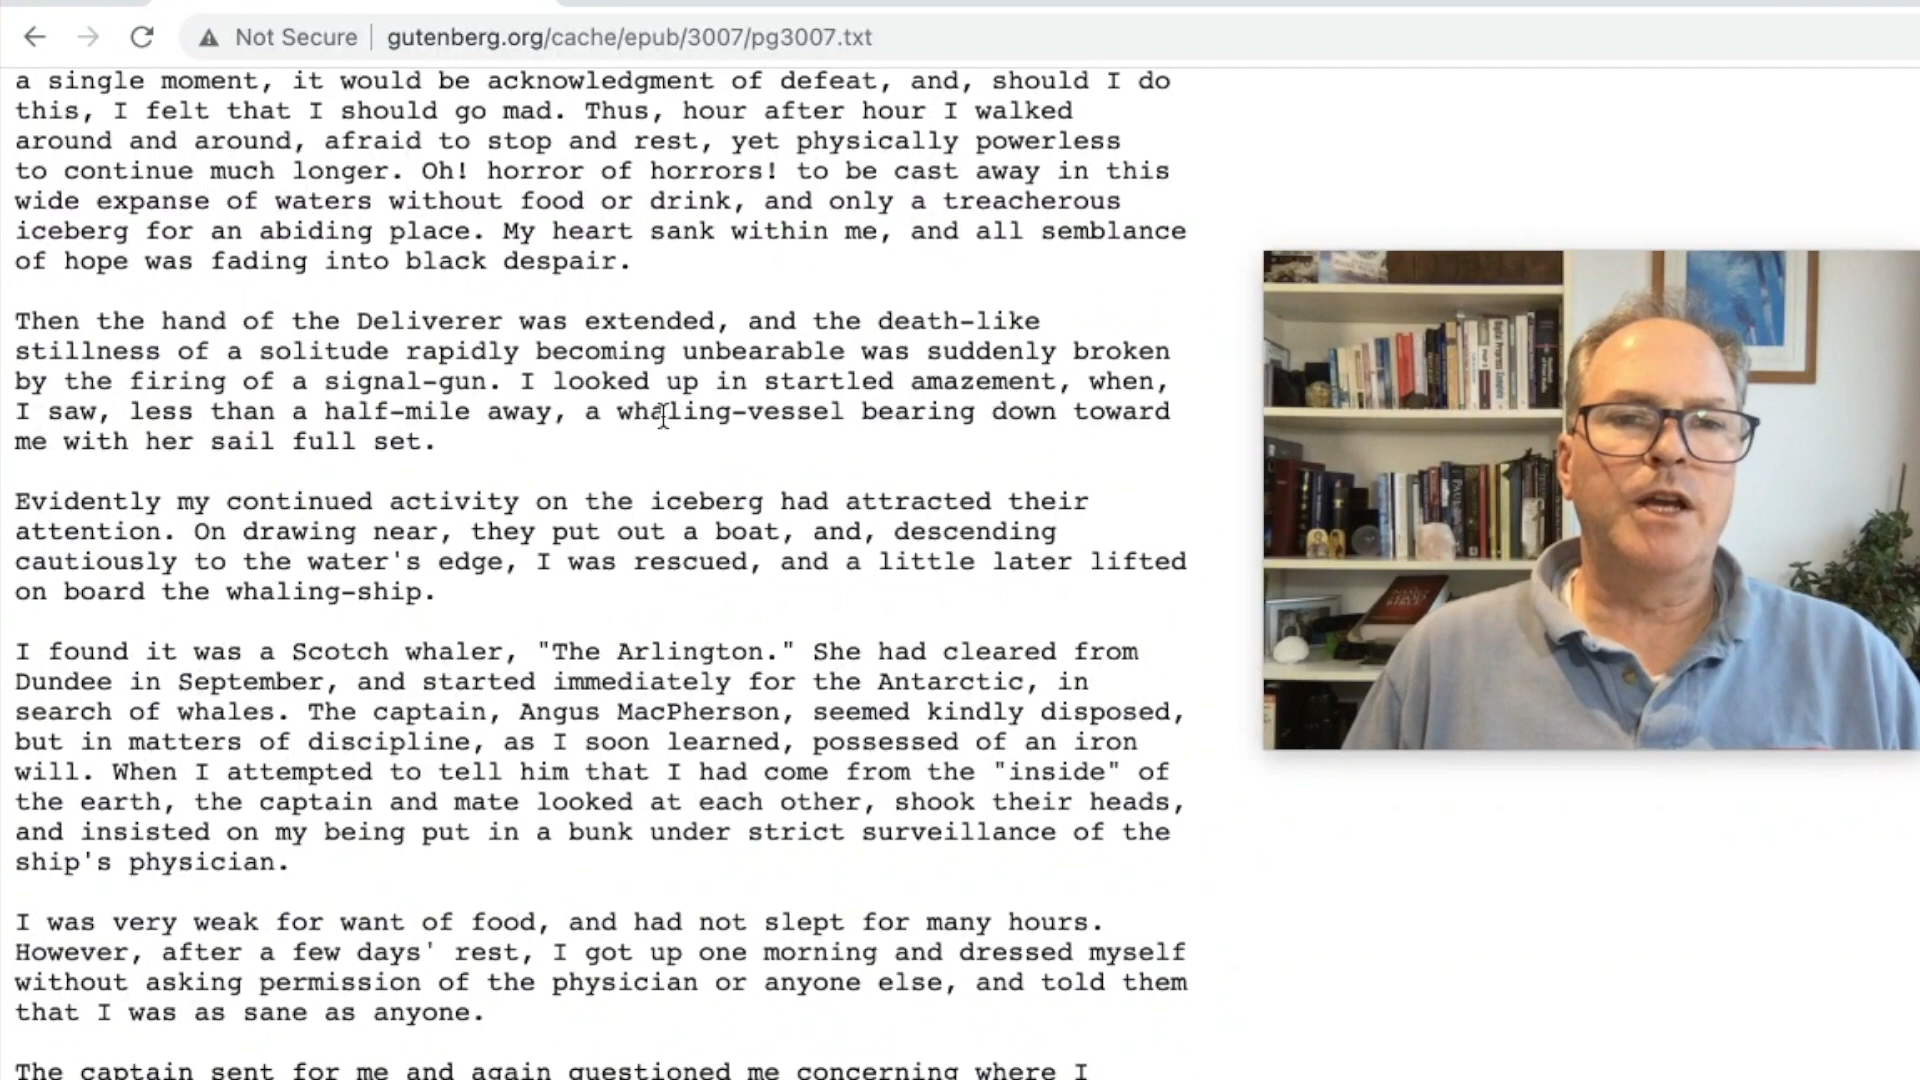 Not Secure
gutenberg.org/cache/epub/3007/pg3007.txt
a single moment, it would be acknowledgment of defeat, and, should I do
this, I felt that I should go mad. Thus, hour after hour I walked
around and around, afraid to stop and rest, yet physically powerless
to continue much longer. Oh! horror of horrors! to be cast away in this
wide expanse of waters without food or drink, and only a treacherous
iceberg for an abiding place. My heart sank within me, and all semblance
of hope was fading into black despair.
Then the hand of the Deliverer was extended, and the death-like
stillness of a solitude rapidly becoming unbearable was suddenly broken
by the firing of a signal-gun. I looked up in startled amazement, when,
I saw, less than a half-mile away, a whaling-vessel bearing down toward
me with her sail full set.
Evidently my continued activity on the iceberg had attracted their
attention. On drawing near, they put out a boat, and, descending
cautiously to the water's edge, I was rescued, and a little later lifted
on board the whaling-ship.
I found it was a Scotch whaler, "The Arlington." She had cleared from
Dundee in September, and started immediately for the Antarctic, in
search of whales. The captain, Angus MacPherson, seemed kindly disposed,
but in matters of discipline, as I soon learned, possessed of an iron
will. When I attempted to tell him that I had come from the "inside" of
the earth, the captain and mate looked at each other, shook their heads,
and insisted on my being put in a bunk under strict surveillance of the
ship's physician.
I was very weak for want of food, and had not slept for many hours.
However, after a few days' rest, I got up one morning and dressed myself
without asking permission of the physician or anyone else, and told them
that I was as sane as anyone.
The captain sent for me and again questioned me concerning where I